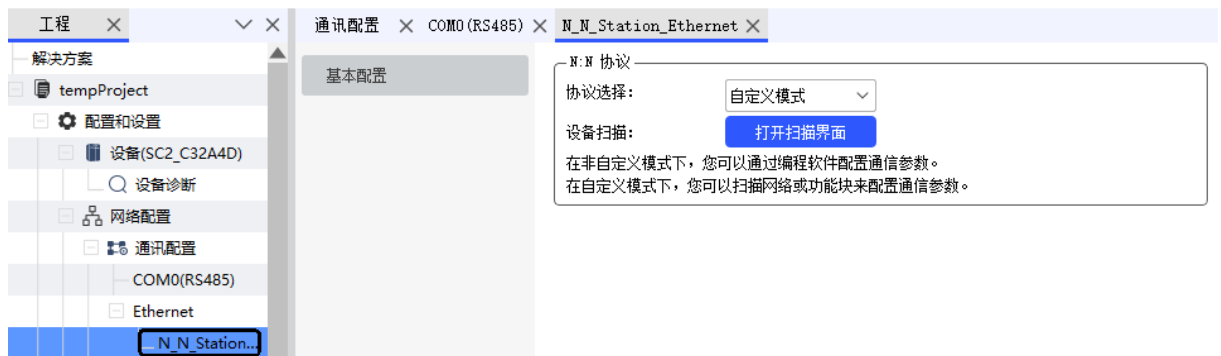 工程
解决方案
tempProject
配置和设置
设备(SC2_C32A4D)
设备诊断
网络配置
通讯配置
COM0(RS485)
Ethernet
N_N_Station...
通讯配置 COM0(RS485) N_N_Station_Ethernet
基本配置
N:N 协议
协议选择: 自定义模式
设备扫描: 打开扫描界面
在非自定义模式下，您可以通过编程软件配置通信参数。
在自定义模式下，您可以扫描网络或功能块来配置通信参数。